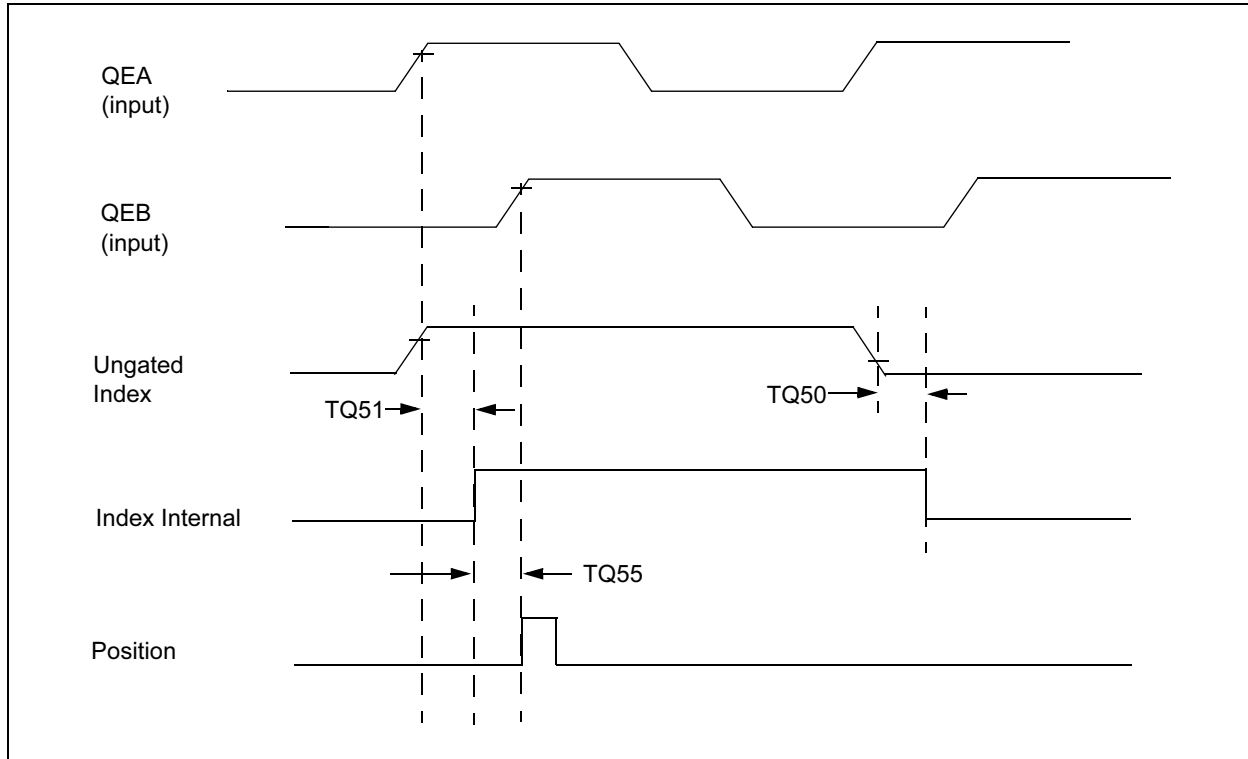 QEA
(input)
QEB
(input)
Ungated
Index
TQ51
TQ50
Index Internal
TQ55
Position